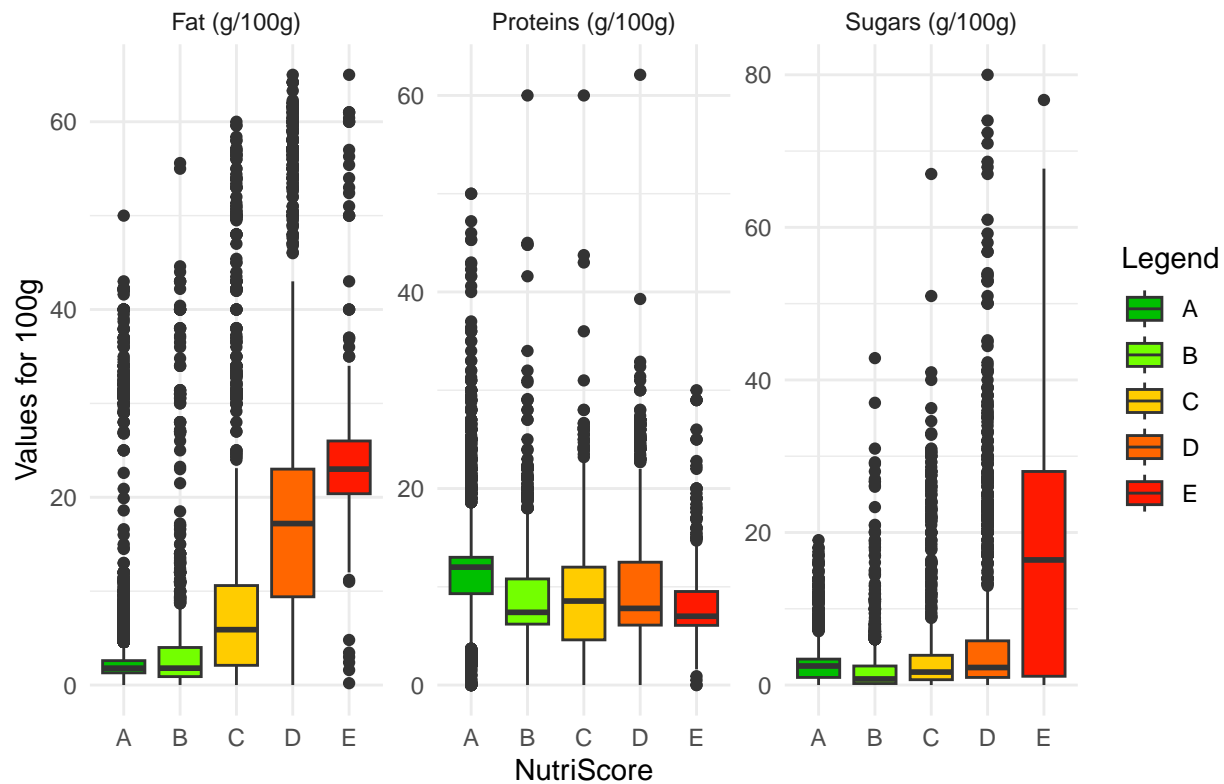 Fat (g/100g)
Proteins (g/100g)
Sugars (g/100g)
Values for 100g
60
40
20
0
60
40
20
0
80
60
40
20
0
A B C D E
A B C D E
A B C D E
NutriScore
Legend
A
B
C
D
E